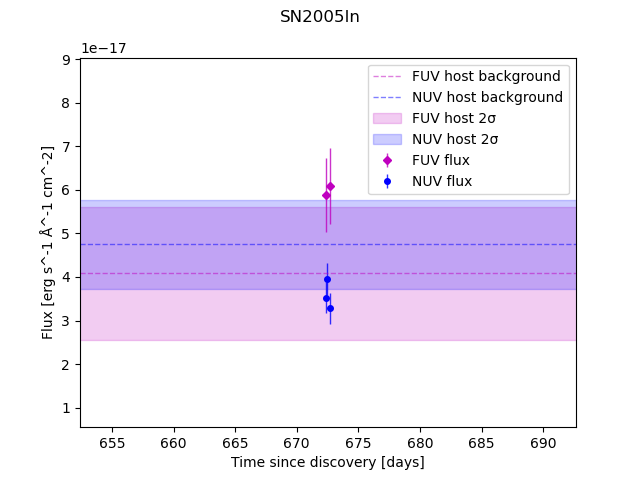 SN2005ln
1e−17
9
8
7
6
5
4
3
2
1
Flux [erg s^-1 Å^-1 cm^-2]
FUV host background
NUV host background
FUV host 2σ
NUV host 2σ
FUV flux
NUV flux
655 660 665 670 675 680 685 690
Time since discovery [days]